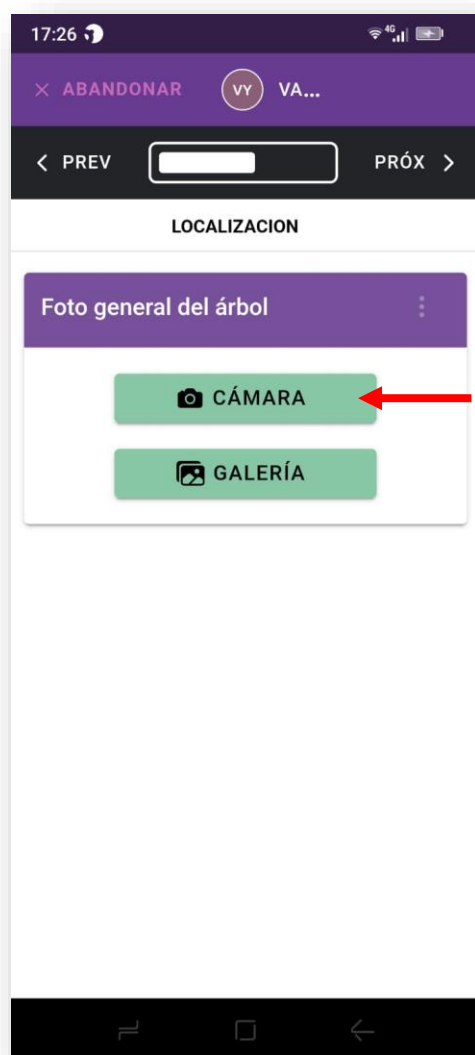 17:26 4G
ABANDONAR VY VA...
PREV PRÓX
LOCALIZACION
Foto general del árbol
CÁMARA
GALERÍA